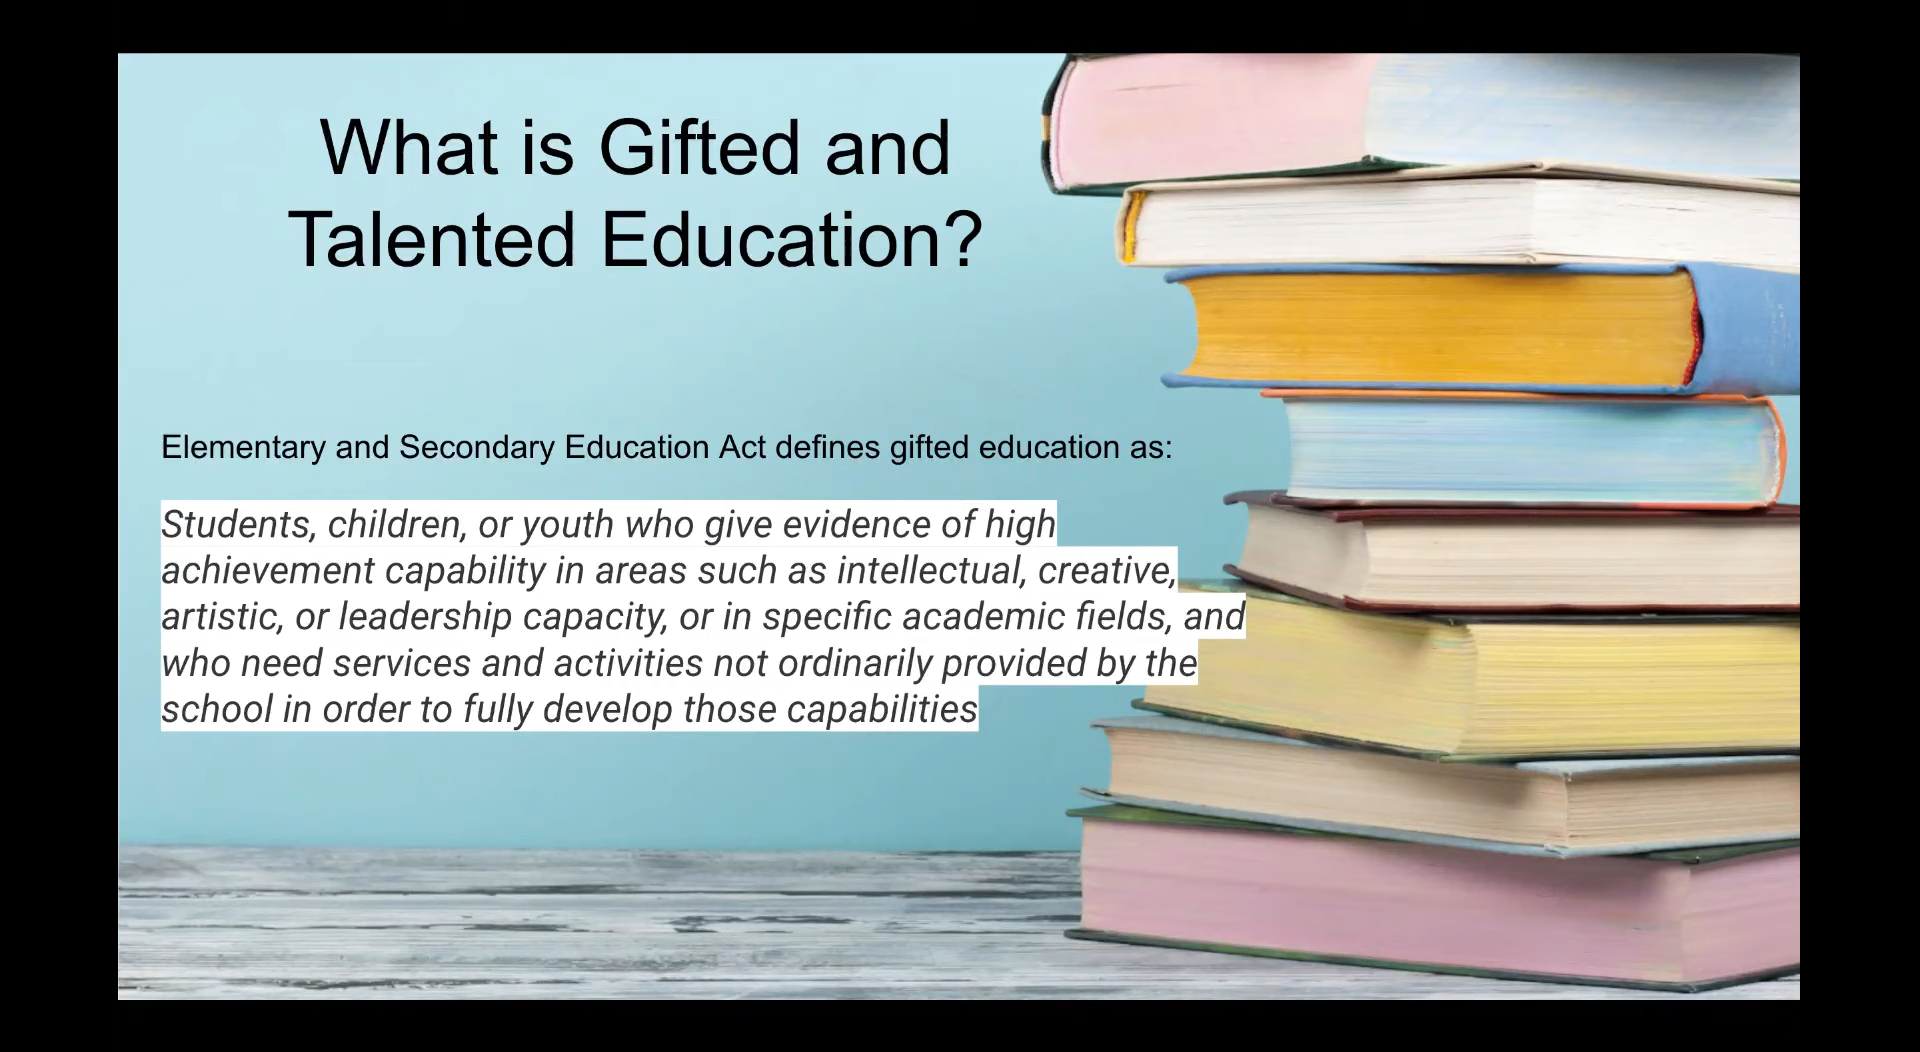 What is Gifted and
Talented Education?
Elementary and Secondary Education Act defines gifted education as:
Students, children, or youth who give evidence of high
achievement capability in areas such as intellectual, creative,
artistic, or leadership capacity, or in specific academic fields, and
who need services and activities not ordinarily provided by the
school in order to fully develop those capabilities